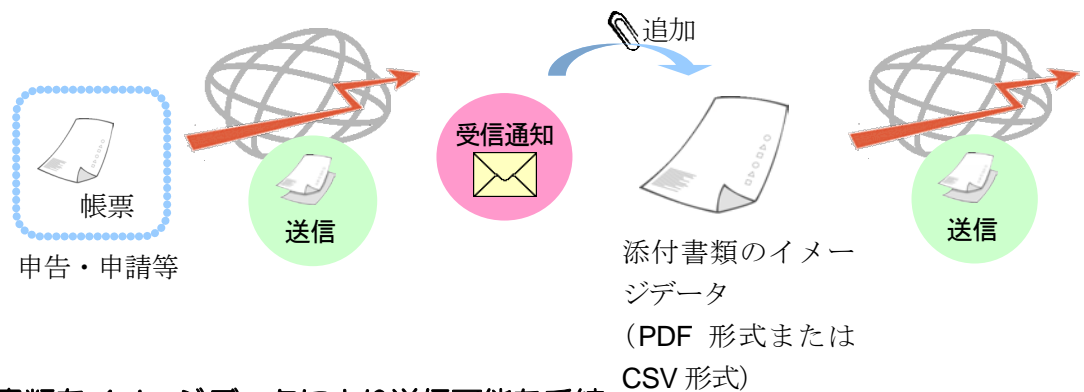 追加
受信通知
帳票
送信
送信
申告・申請等
添付書類のイメー
ジデータ
(PDF 形式または
CSV 形式)